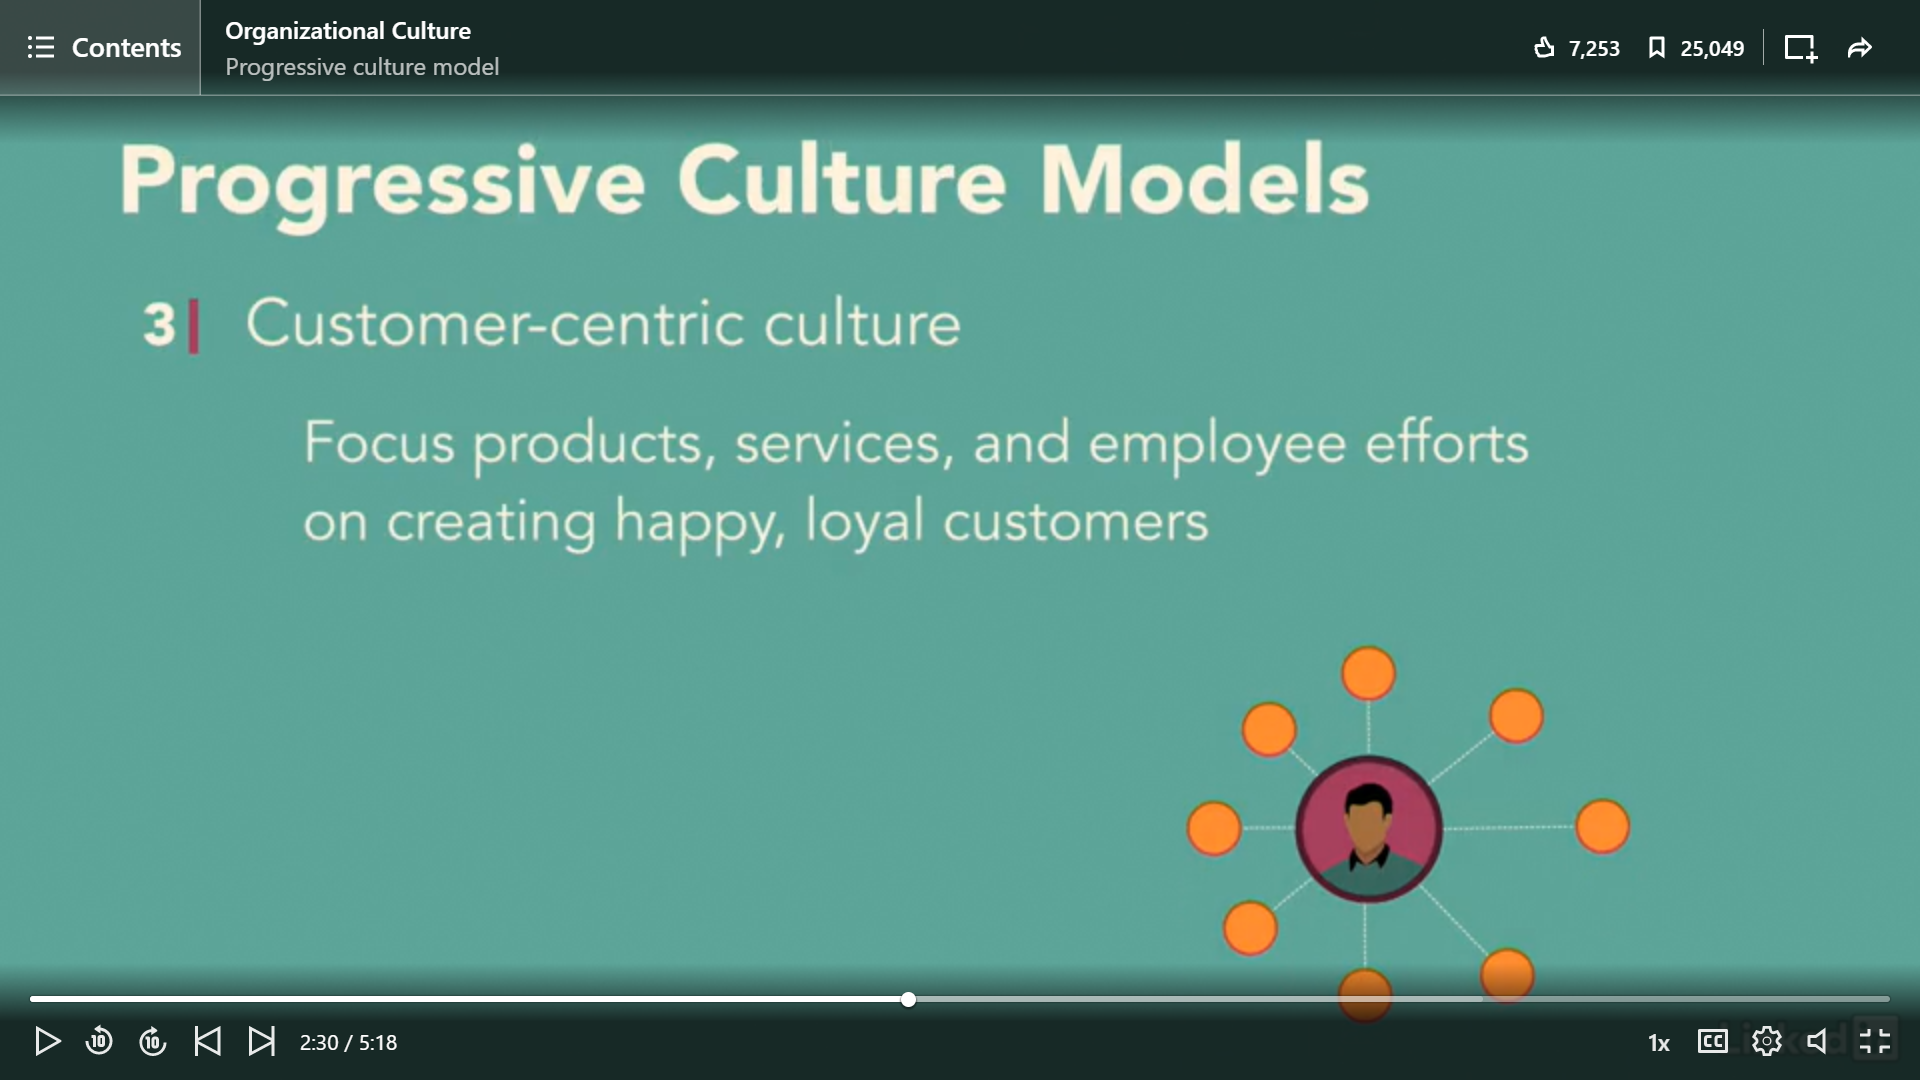 Contents
Organizational Culture
Progressive culture model
7,253
25,049
Progressive Culture Models
3 Customer-centric culture
Focus products, services, and employee efforts
on creating happy, loyal customers
10
10
2:30 / 5:18
1x
CC